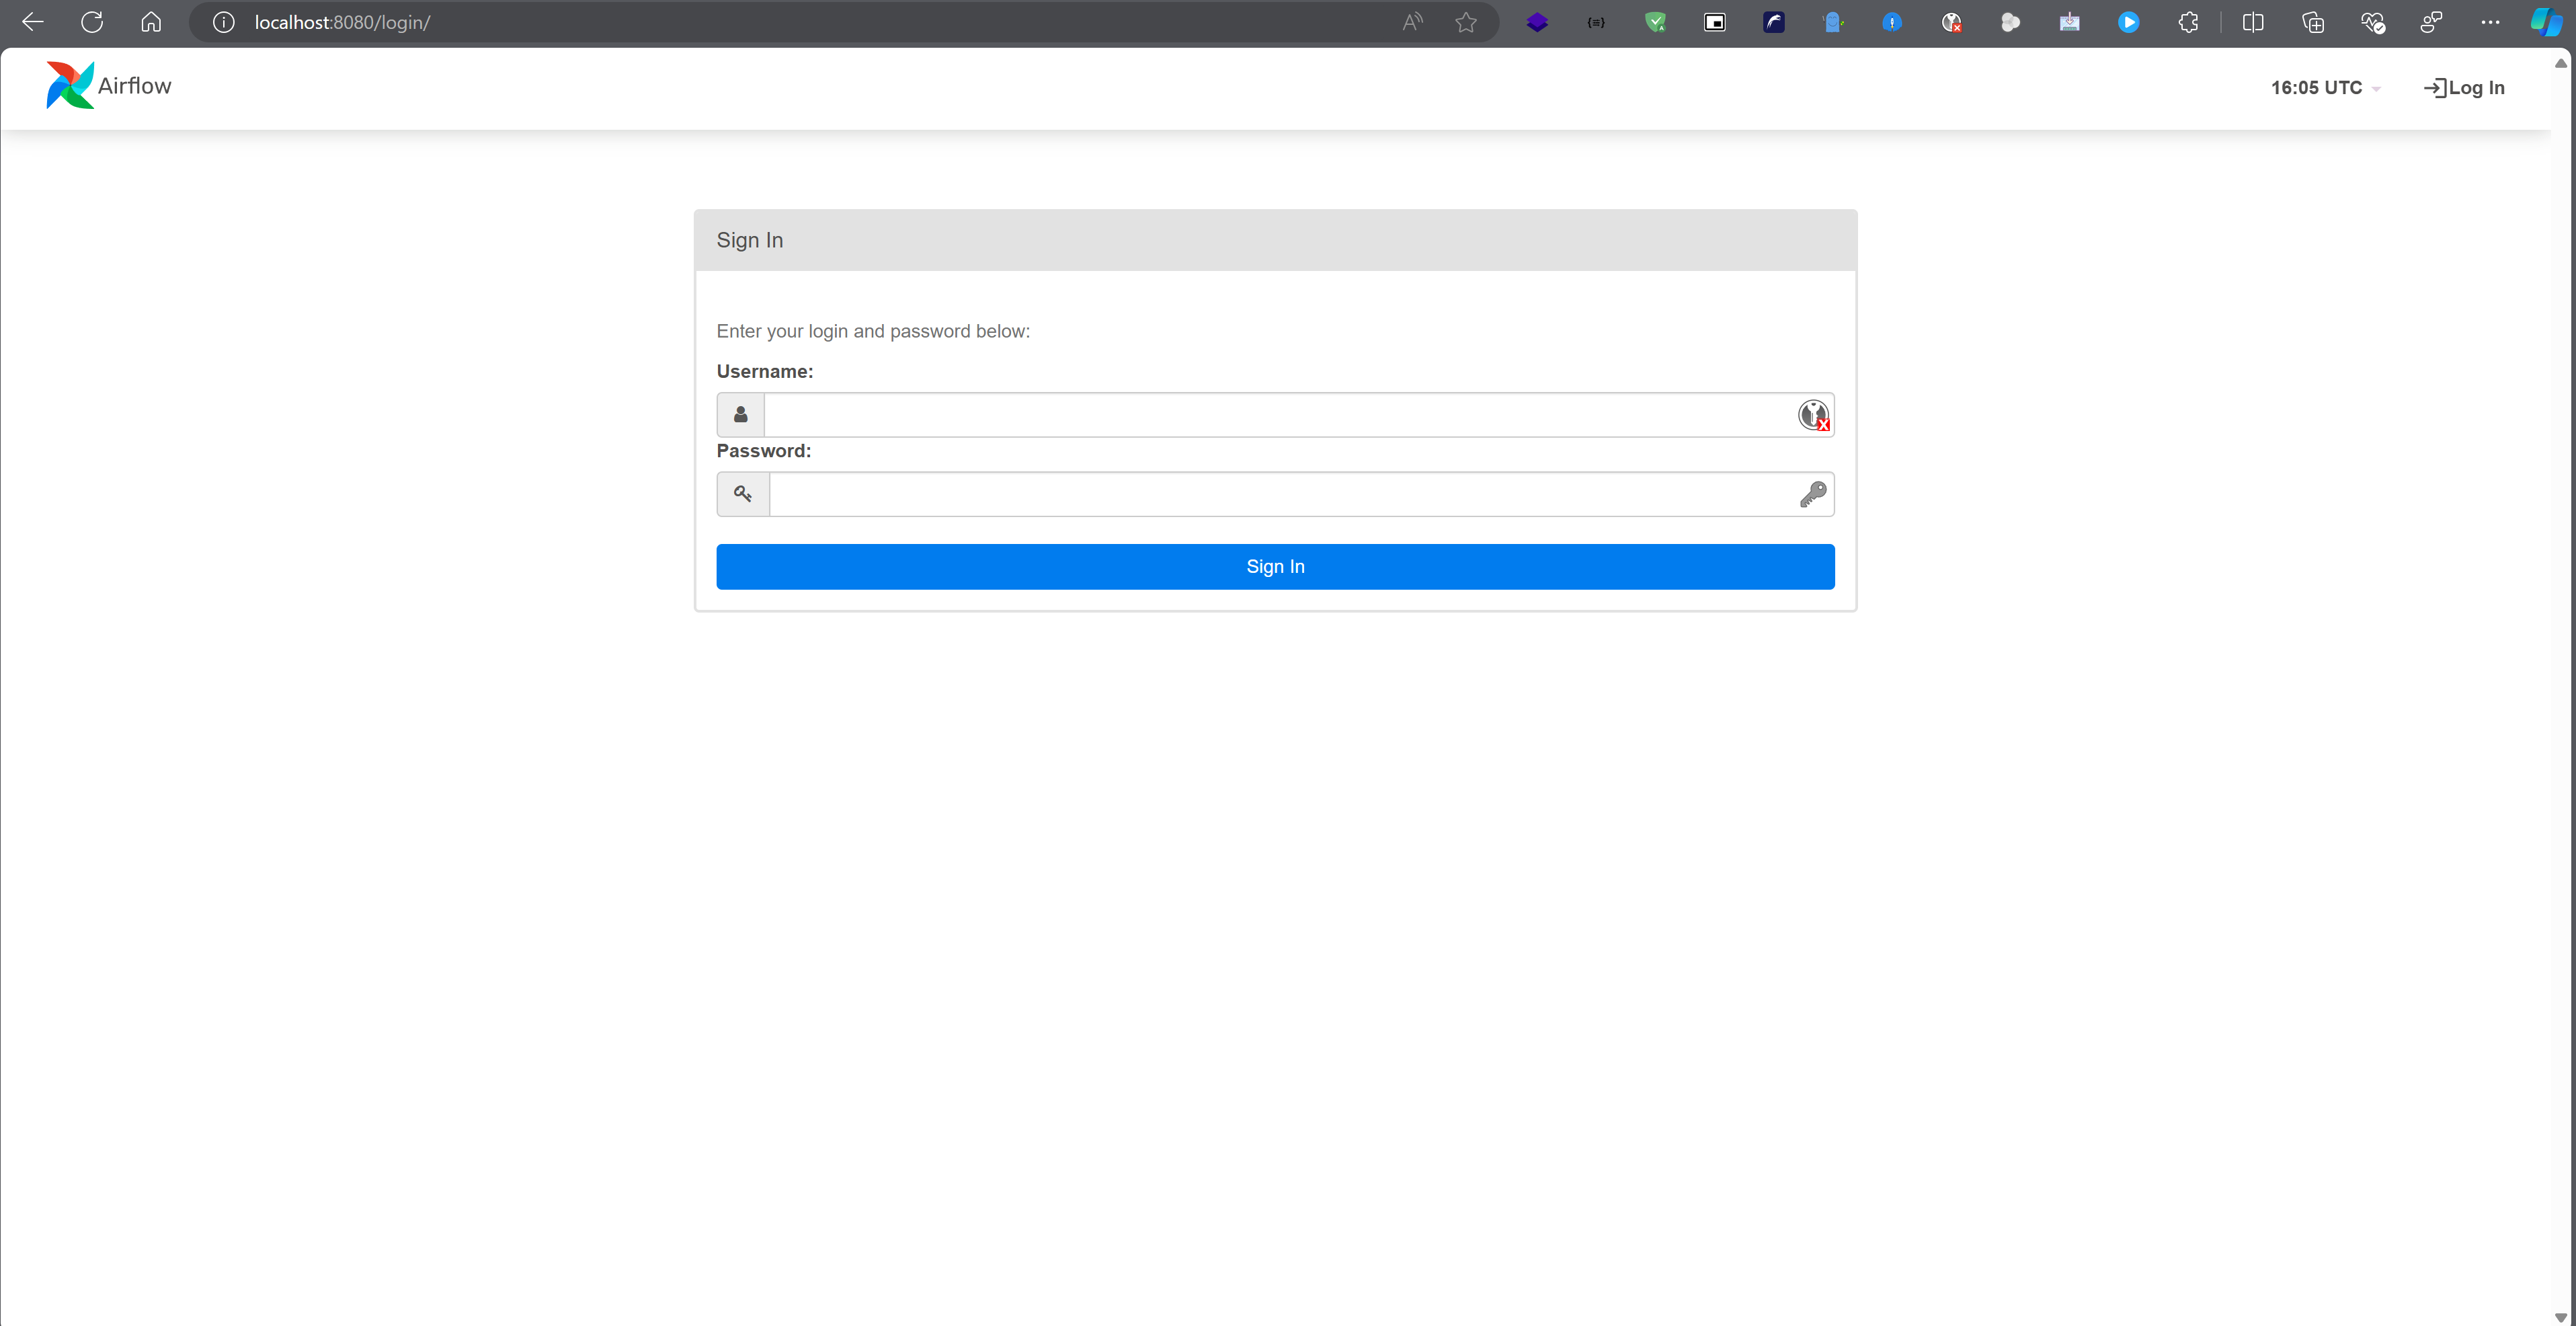 localhost:8080/login/
Airflow
16:05 UTC
Log In
Sign In
Enter your login and password below:
Username:
Password:
Sign In